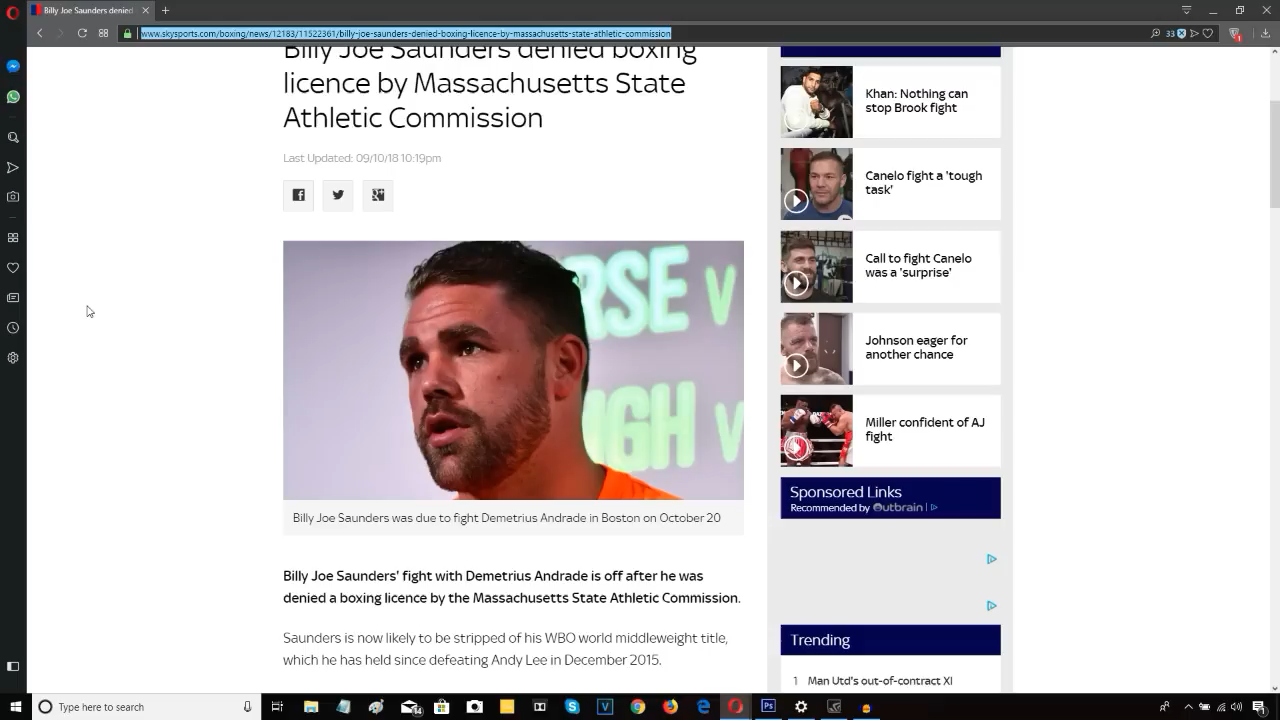 Billy Joe Saunders denied
www.skysports.com/boxing/news/12183/11522361/billy-joe-saunders-denied-boxing-licence-by-massachusetts-state-athletic-commission
33
Billy Joe Saunders denied boxing
licence by Massachusetts State
Athletic Commission
Last Updated: 09/10/18 10:19pm
RSE V
IGH V
Billy Joe Saunders was due to fight Demetrius Andrade in Boston on October 20
Billy Joe Saunders' fight with Demetrius Andrade is off after he was
denied a boxing licence by the Massachusetts State Athletic Commission.
Saunders is now likely to be stripped of his WBO world middleweight title,
which he has held since defeating Andy Lee in December 2015.
Khan: Nothing can
stop Brook fight
Canelo fight a 'tough
task'
Call to fight Canelo
was a 'surprise'
Johnson eager for
another chance
Miller confident of AJ
fight
Sponsored Links
Recommended by Outbrain
Trending
1 Man Utd's out-of-contract XI
Type here to search